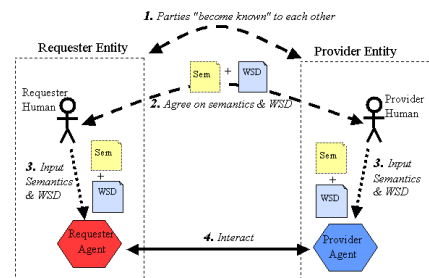 1. Parties "become known" to each other
Requester Entity
Provider Entity
Sem
+
WSD
Requester
Human
2. Agree on semantics & WSD
Provider
Human
3. Input
Semantics
& WSD
Sem
+
WSD
Sem
+
WSD
3. Input
Semantics
& WSD
Requester
Agent
4. Interact
Provider
Agent